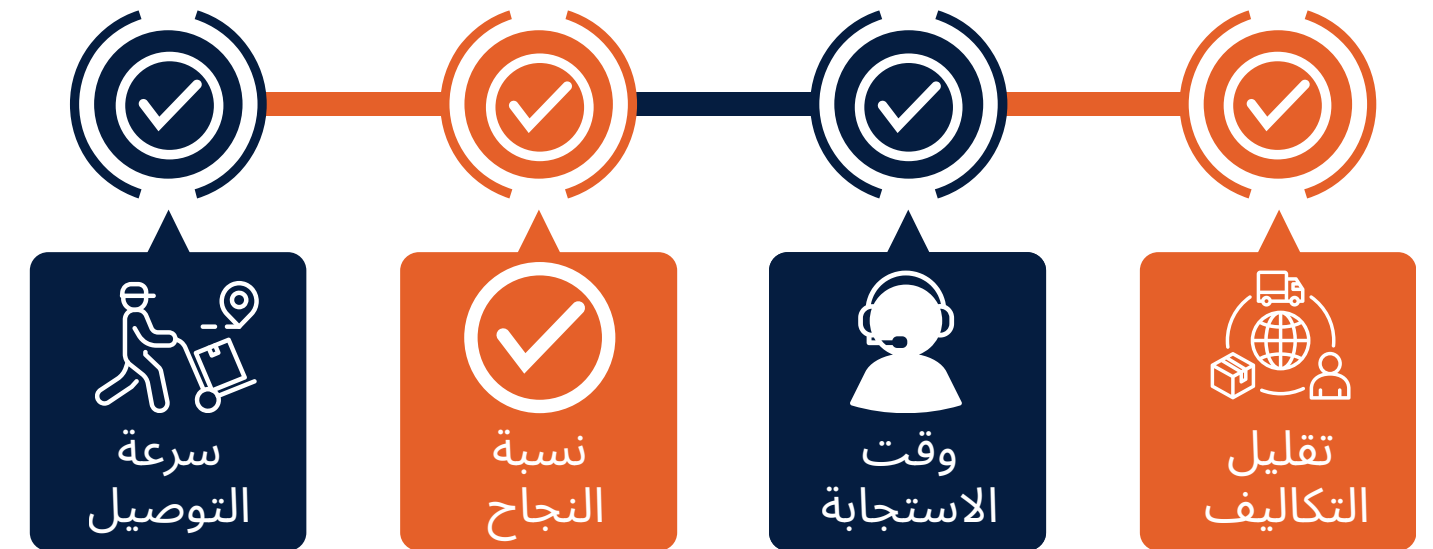 تقليل
التكاليف
وقت
الاستجابة
نسبة
النجاح
سرعة
التوصيل